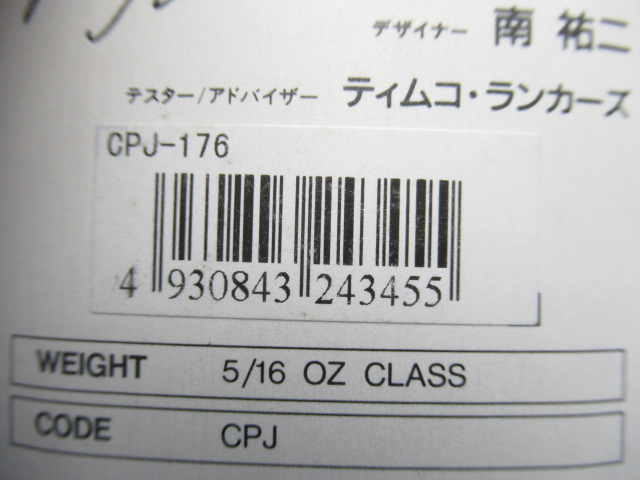 デザイナー 南 祐二
テスター/アドバイザー ティムコ・ランカーズ
CPJ-176
4 930843 243455
WEIGHT 5/16 OZ CLASS
CODE CPJ